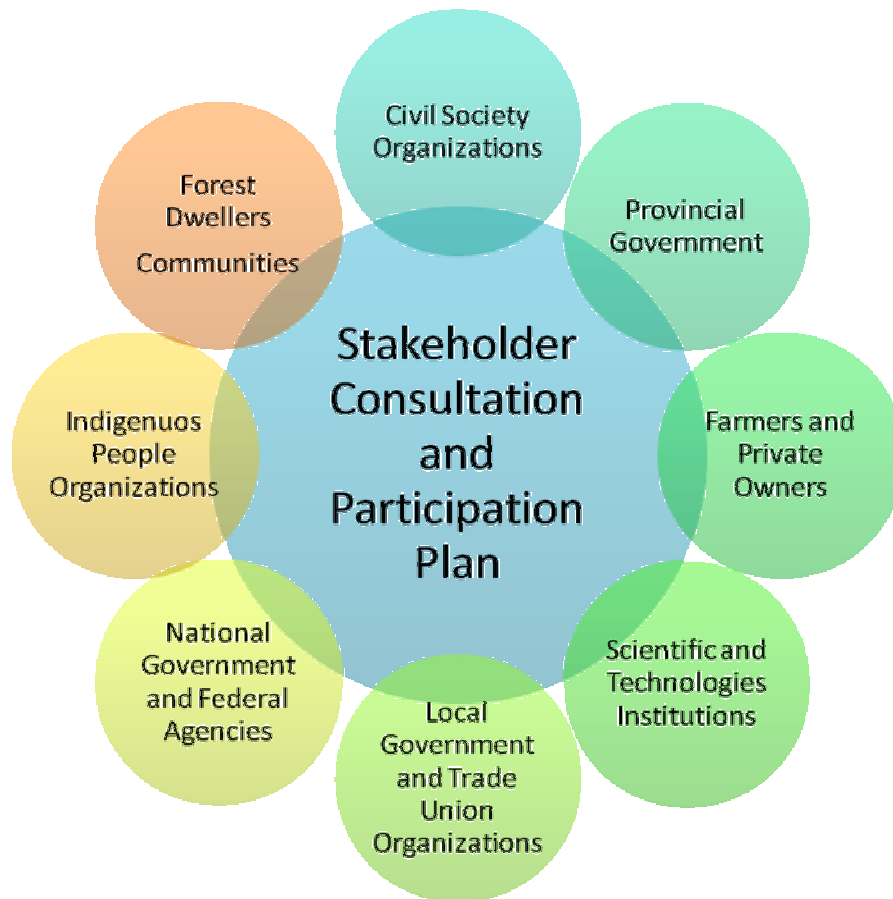 Civil Society
Organizations
Provincial
Government
Farmers and
Private
Owners
Scientific and
Technologies
Institutions
Local
Government
and Trade
Union
Organizations
National
Government
and Federal
Agencies
Indigenuos
People
Organizations
Forest
Dwellers
Communities
Stakeholder
Consultation
and
Participation
Plan